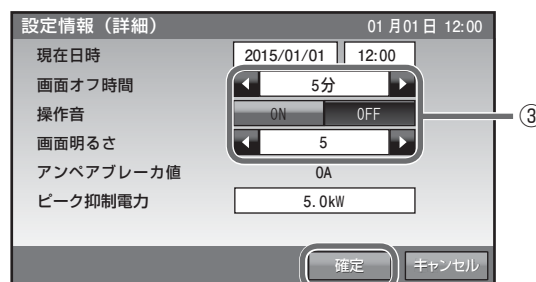 設定情報（詳細） 01月01日 12:00
現在日時 2015/01/01 12:00
画面オフ時間 5分
操作音 ON OFF
画面明るさ 5
アンペアブレーカ値 0A
ピーク抑制電力 5.0kW
確定 キャンセル
③